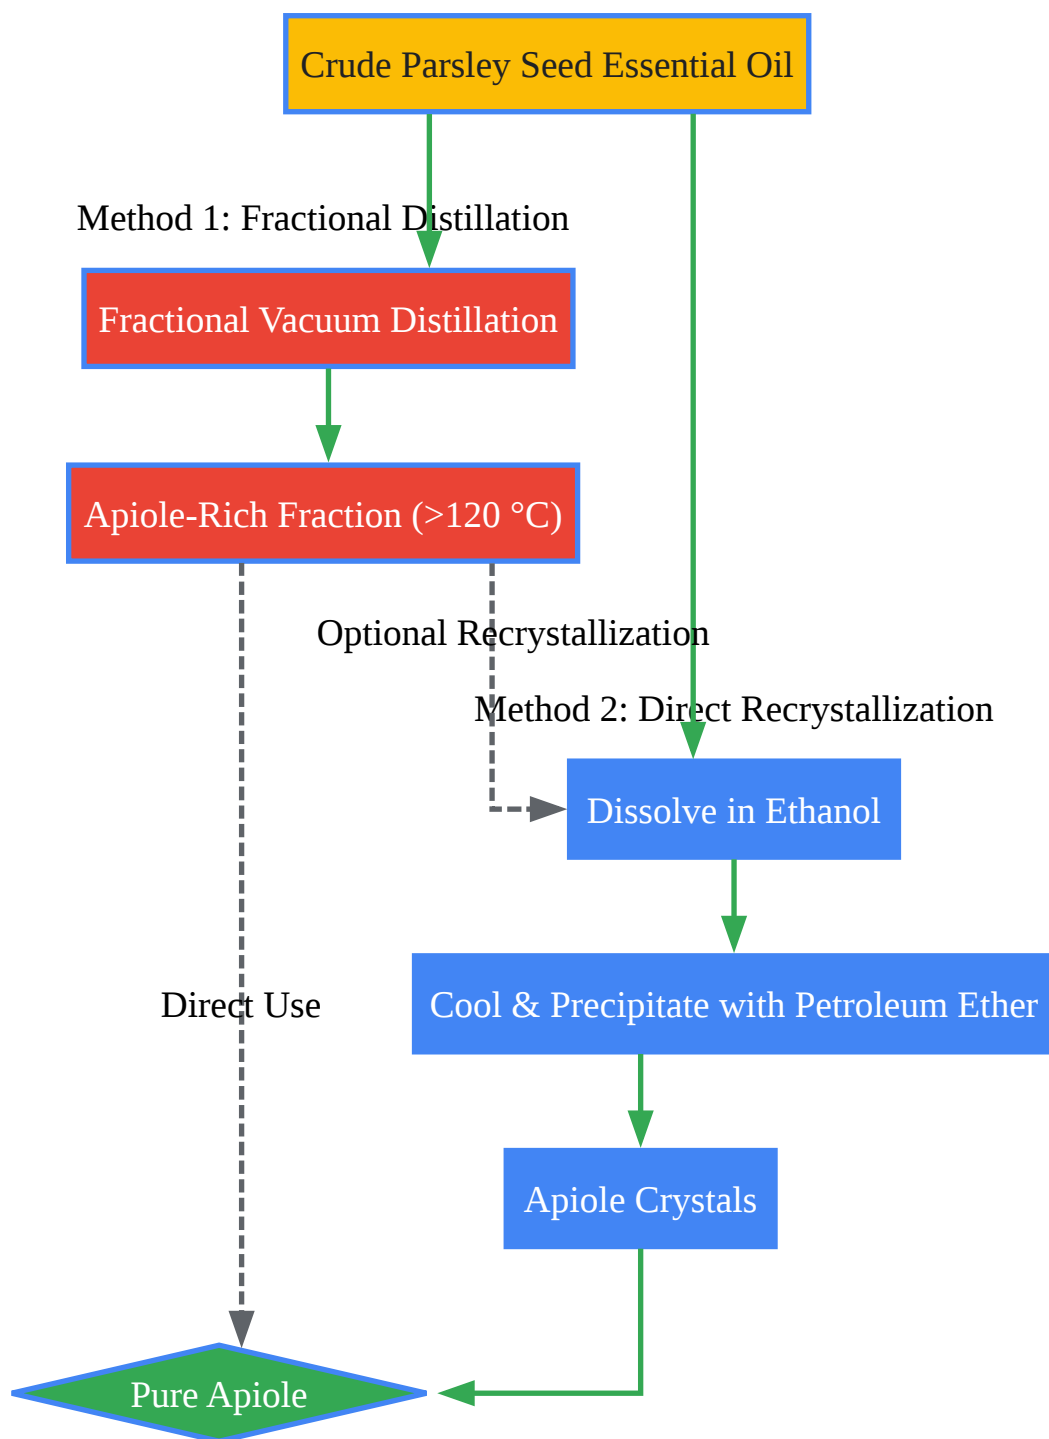 Crude Parsley Seed Essential Oil
Method 1: Fractional Distillation
Fractional Vacuum Distillation
Apiole-Rich Fraction (>120 °C)
Optional Recrystallization
Method 2: Direct Recrystallization
Dissolve in Ethanol
Direct Use
Cool & Precipitate with Petroleum Ether
Apiole Crystals
Pure Apiole